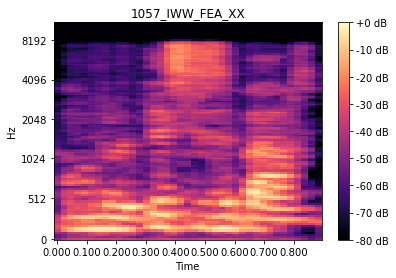 1057_IWW_FEA_XX
8192
4096
2048
1024
512
0
Hz
0.000 0.100 0.200 0.300 0.400 0.500 0.600 0.700 0.800
Time
+0 dB
-10 dB
-20 dB
-30 dB
-40 dB
-50 dB
-60 dB
-70 dB
-80 dB